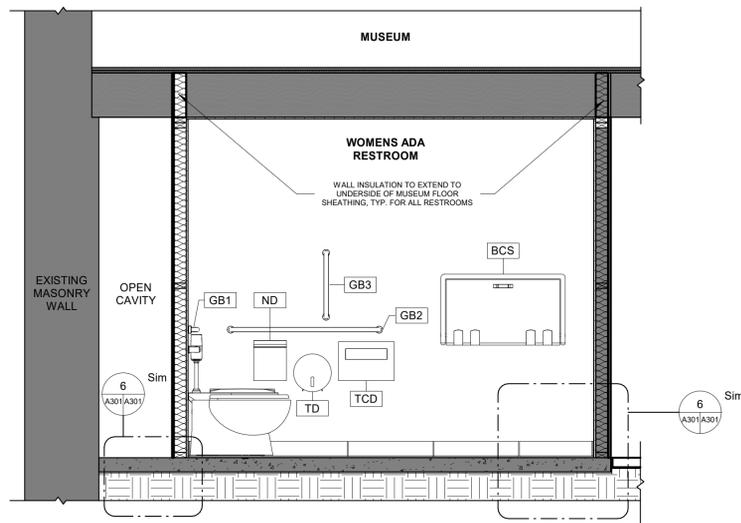 MUSEUM
WOMENS ADA
RESTROOM
WALL INSULATION TO EXTEND TO
UNDERSIDE OF MUSEUM FLOOR
SHEATHING, TYP. FOR ALL RESTROOMS
EXISTING
MASONRY
WALL
OPEN
CAVITY
GB1
ND
GB3
GB2
BCS
TD
TCD
6
A301 A301
Sim
6
A301 A301
Sim